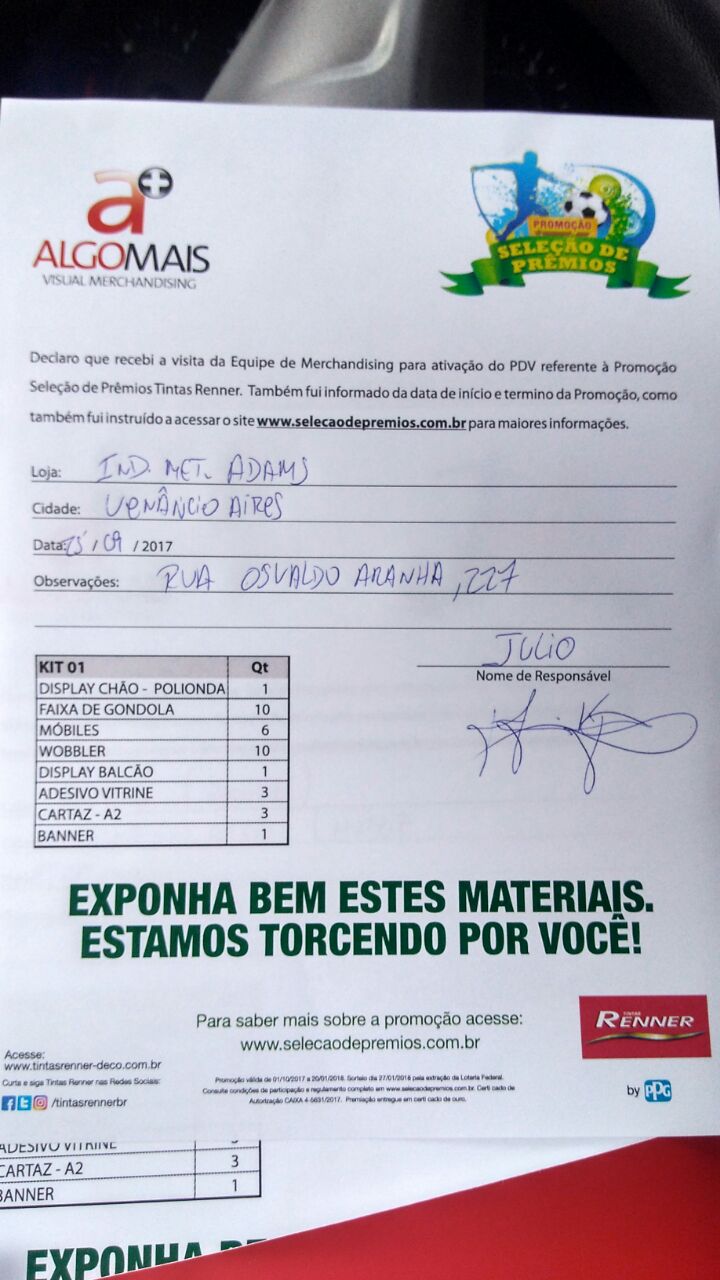 a+
ALGOMAIS
VISUAL MERCHANDISING
PROMOÇÃO
SELEÇÃO DE
PRÊMIOS
Declaro que recebi a visita da Equipe de Merchandising para ativação do PDV referente à Promoção
Seleção de Prêmios Tintas Renner. Também fui informado da data de início e termino da Promoção, como
também fui instruído a acessar o site www.selecaodepremios.com.br para maiores informações.
Loja: IND. MET. ADAMS
Cidade: VENÂNCIO AIRES
Data: / 09 / 2017
Observações: RUA OSVALDO ARANHA, 227
JULIO
Nome de Responsável
KIT 01 Qt
DISPLAY CHÃO - POLIONDA 1
FAIXA DE GONDOLA 10
MÓBILES 6
WOBBLER 10
DISPLAY BALCÃO 1
ADESIVO VITRINE 3
CARTAZ - A2 3
BANNER 1
EXPONHA BEM ESTES MATERIAIS.
ESTAMOS TORCENDO POR VOCÊ!
Para saber mais sobre a promoção acesse:
www.selecaodepremios.com.br
TINTAS
RENNER
by PPG
Acesse:
www.tintasrenner-deco.com.br
Curta e siga Tintas Renner nas Redes Sociais:
/tintasrennerbr
Promoção válida de 01/10/2017 a 20/01/2018. Sorteio dia 27/01/2018 pela extração da Loteria Federal.
Consulte condições de participação e regulamento completo em www.selecaodepremios.com.br. Certi cado de
Autorização CAIXA 4-5631/2017. Premiação entregue em certi cado de ouro.
ADESIVO VITRINE 3
CARTAZ - A2 3
BANNER 1
EXPONHA